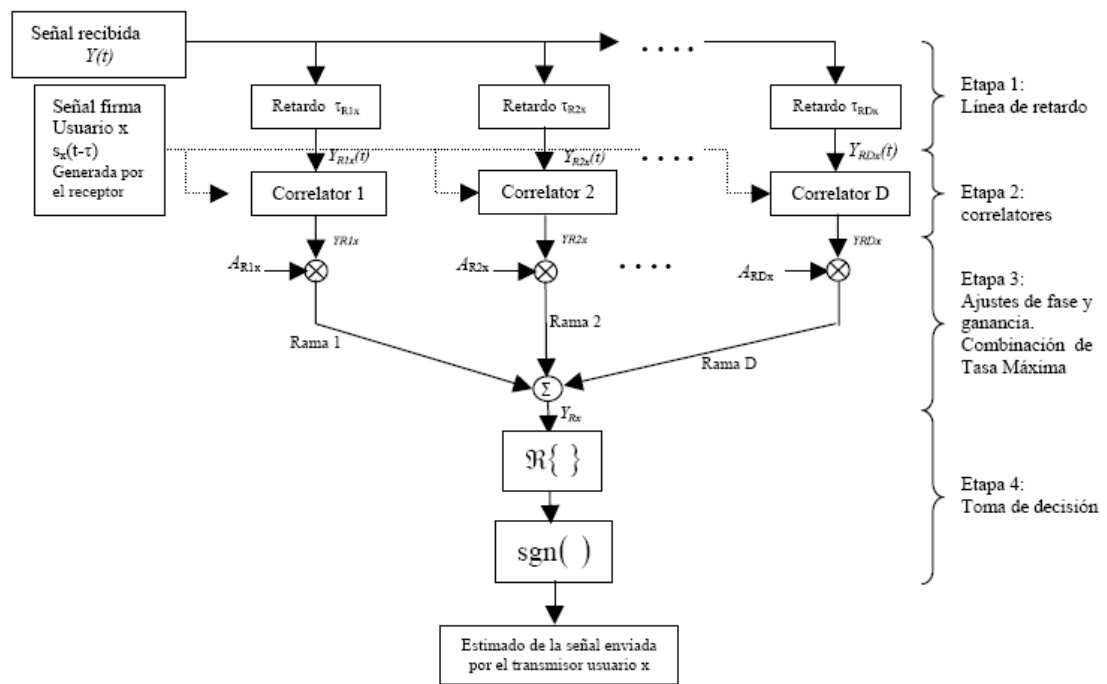 Señal recibida
Y(t)
. . . .
Etapa 1:
Línea de retardo
Señal fírma
Usuario x
sx(t-τ)
Generada por
el receptor
Retardo τR1x
Retardo τR2x
Retardo τRDx
YR1x(t)
YR2x(t)
. . . .
YRDx(t)
Correlator 1
Correlator 2
Correlator D
Etapa 2:
correlatores
YR1x
YR2x
YRDx
AR1x
AR2x
. . . .
ARDx
Etapa 3:
Ajustes de fase y
ganancia.
Combinación de
Tasa Máxima
Rama 1
Rama 2
Rama D
Σ
YRx
ℜ{ }
Etapa 4:
Toma de decisión
sgn( )
Estimado de la señal enviada
por el transmisor usuario x